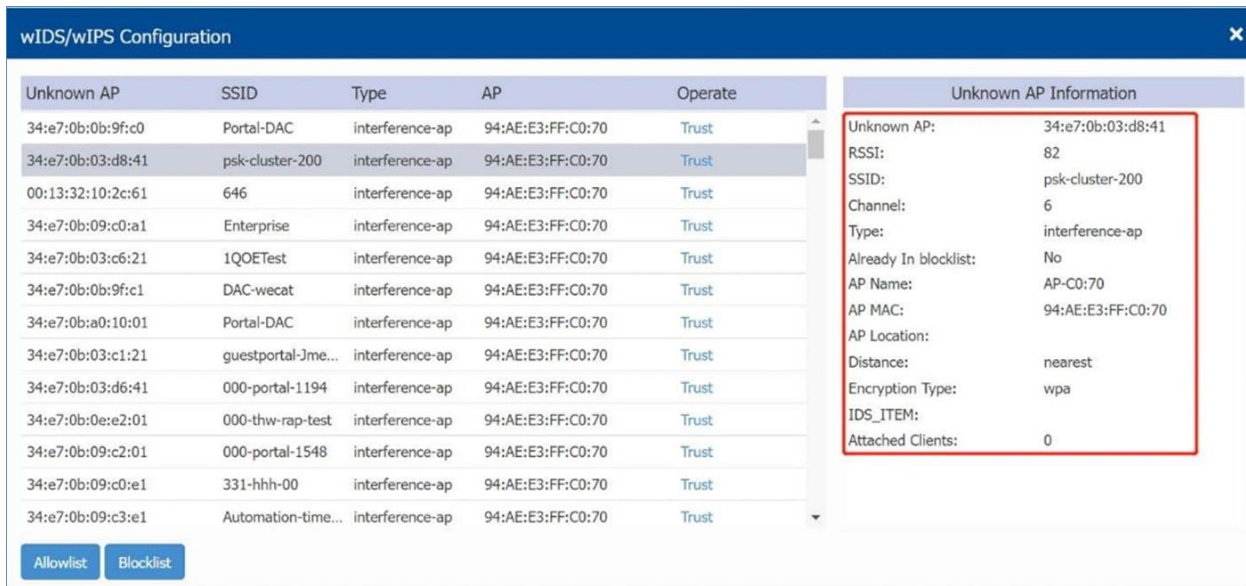 wIDS/wIPS Configuration ×
Unknown AP SSID Type AP Operate
34:e7:0b:0b:9f:c0 Portal-DAC interference-ap 94:AE:E3:FF:C0:70 Trust
34:e7:0b:03:d8:41 psk-cluster-200 interference-ap 94:AE:E3:FF:C0:70 Trust
00:13:32:10:2c:61 646 interference-ap 94:AE:E3:FF:C0:70 Trust
34:e7:0b:09:c0:a1 Enterprise interference-ap 94:AE:E3:FF:C0:70 Trust
34:e7:0b:03:c6:21 1QOETest interference-ap 94:AE:E3:FF:C0:70 Trust
34:e7:0b:0b:9f:c1 DAC-wecat interference-ap 94:AE:E3:FF:C0:70 Trust
34:e7:0b:a0:10:01 Portal-DAC interference-ap 94:AE:E3:FF:C0:70 Trust
34:e7:0b:03:c1:21 guestportal-Jme... interference-ap 94:AE:E3:FF:C0:70 Trust
34:e7:0b:03:d6:41 000-portal-1194 interference-ap 94:AE:E3:FF:C0:70 Trust
34:e7:0b:0e:e2:01 000-thw-rap-test interference-ap 94:AE:E3:FF:C0:70 Trust
34:e7:0b:09:c2:01 000-portal-1548 interference-ap 94:AE:E3:FF:C0:70 Trust
34:e7:0b:09:c0:e1 331-hhh-00 interference-ap 94:AE:E3:FF:C0:70 Trust
34:e7:0b:09:c3:e1 Automation-time... interference-ap 94:AE:E3:FF:C0:70 Trust
Allowlist Blocklist
Unknown AP Information
Unknown AP: 34:e7:0b:03:d8:41
RSSI: 82
SSID: psk-cluster-200
Channel: 6
Type: interference-ap
Already In blocklist: No
AP Name: AP-C0:70
AP MAC: 94:AE:E3:FF:C0:70
AP Location:
Distance: nearest
Encryption Type: wpa
IDS_ITEM:
Attached Clients: 0